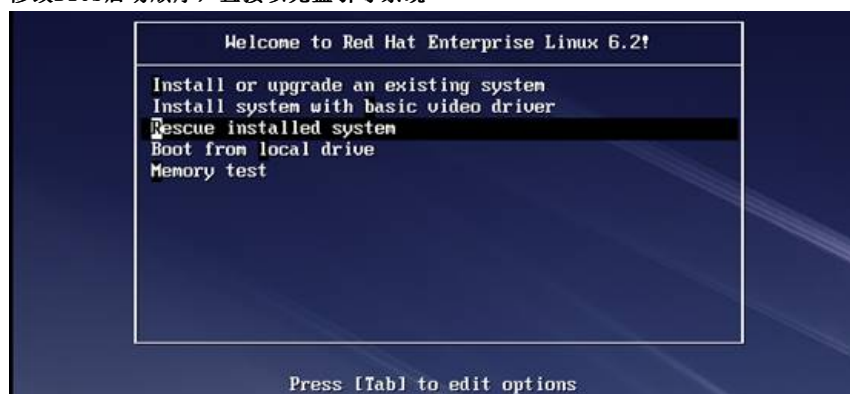 Welcome to Red Hat Enterprise Linux 6.2!
Install or upgrade an existing system
Install system with basic video driver
Rescue installed system
Boot from local drive
Memory test
Press [Tab] to edit options